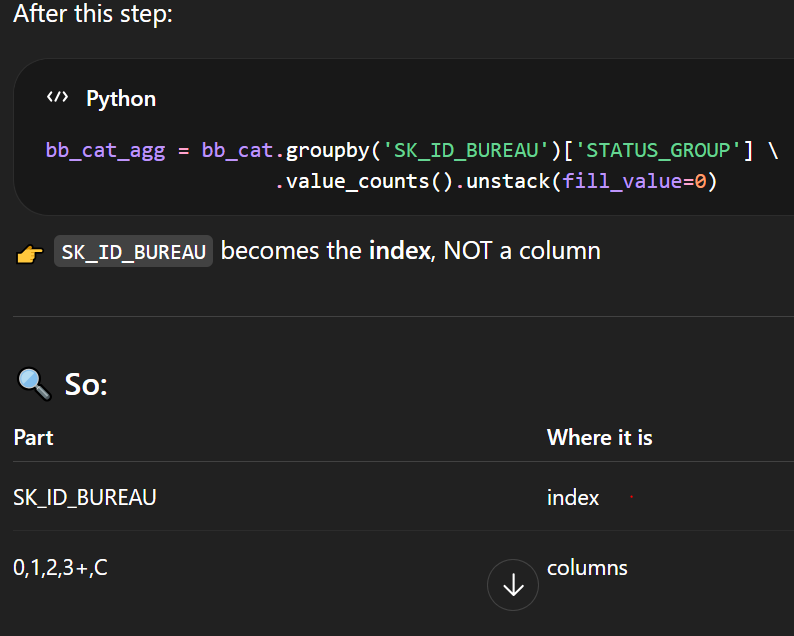 After this step:
Python
bb_cat_agg = bb_cat.groupby('SK_ID_BUREAU')['STATUS_GROUP'] \
.value_counts().unstack(fill_value=0)
👉 SK_ID_BUREAU becomes the index, NOT a column
🔍 So:
Part Where it is
SK_ID_BUREAU index
0,1,2,3+,C columns